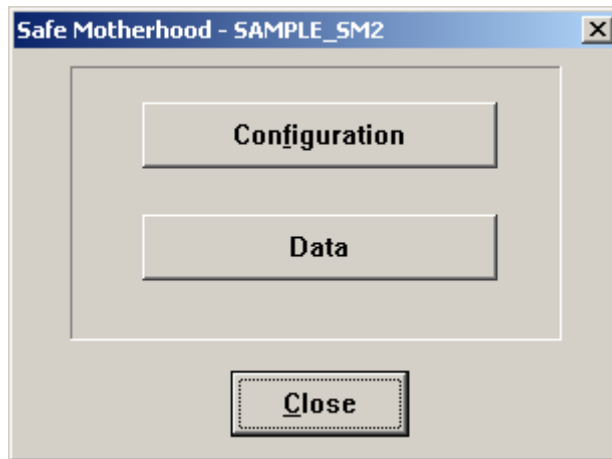 Safe Motherhood - SAMPLE_SM2
Configuration
Data
Close